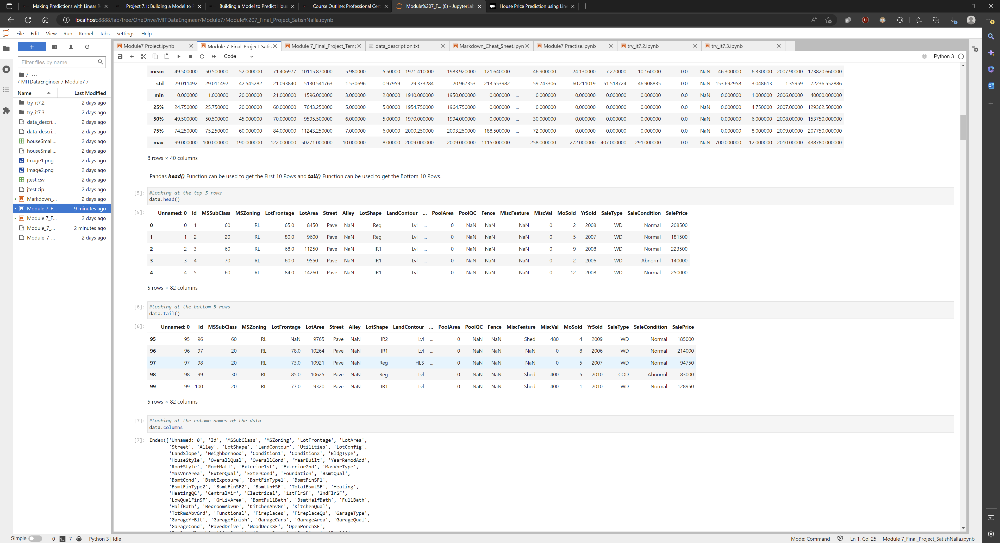 Making Predictions with Linear R
Project 7.1: Building a Model to P
Building a Model to Predict Hou
Course Outline: Professional Cert
Module%207_F... (8) - JupyterLab
House Price Prediction using Lin
localhost:8888/lab/tree/OneDrive/MITDataEngineer/Module7/Module%207_Final_Project_SatishNalla.ipynb
File Edit View Run Kernel Tabs Settings Help
Module7 Project.ipynb
Module 7_Final_Project_Satis
Module 7_Final_Project_Temp
data_description.txt
Markdown_Cheat_Sheet.ipyn
Module7 Practise.ipynb
try_it7.2.ipynb
try_it7.3.ipynb
Code
Python 3
Filter files by name
/ ...
/ MITDataEngineer / Module7 /
Name Last Modified
try_it7.2 2 days ago
try_it7.3 2 days ago
data_descri... 2 days ago
data_descri... 2 days ago
houseSmall... 2 days ago
houseSmall... 2 days ago
Image1.png 2 days ago
Image2.png 2 days ago
jtest.csv 2 days ago
jtest.zip 2 days ago
Markdown_... 2 days ago
Module 7_F... 9 minutes ago
Module 7_F... 2 days ago
Module_7_... 2 minutes ago
Module_7_... 2 days ago
mean 49.500000 50.500000 52.000000 71.406977 10115.870000 5.980000 5.50000 1971.410000 1983.920000 121.640000 ... 46.900000 24.130000 7.270000 10.160000 0.0 NaN 46.300000 6.330000 2007.90000 173820.660000
std 29.011492 29.011492 42.545282 21.093840 5130.541763 1.530696 0.97959 29.373284 20.967353 213.553982 ... 59.743306 60.211019 51.518724 46.908835 0.0 NaN 153.692958 3.048613 1.35959 72236.552886
min 0.000000 1.000000 20.000000 21.000000 1596.000000 3.000000 2.00000 1910.000000 1950.000000 0.000000 ... 0.000000 0.000000 0.000000 0.000000 0.0 NaN 0.000000 1.000000 2006.00000 40000.000000
25% 24.750000 25.750000 20.000000 60.000000 7643.250000 5.000000 5.00000 1954.750000 1964.750000 0.000000 ... 0.000000 0.000000 0.000000 0.000000 0.0 NaN 0.000000 4.750000 2007.00000 129362.500000
50% 49.500000 50.500000 45.000000 70.000000 9595.500000 6.000000 5.00000 1970.000000 1994.000000 0.000000 ... 30.000000 0.000000 0.000000 0.000000 0.0 NaN 0.000000 6.000000 2008.00000 153750.000000
75% 74.250000 75.250000 60.000000 84.000000 11243.250000 7.000000 6.00000 2000.250000 2003.250000 188.500000 ... 72.000000 0.000000 0.000000 0.000000 0.0 NaN 0.000000 8.000000 2009.00000 207750.000000
max 99.000000 100.000000 190.000000 122.000000 50271.000000 10.000000 8.00000 2009.000000 2009.000000 1115.000000 ... 258.000000 272.000000 407.000000 291.000000 0.0 NaN 700.000000 12.000000 2010.00000 438780.000000
8 rows × 40 columns
Pandas head() Function can be used to get the First 10 Rows and tail() Function can be used to get the Bottom 10 Rows.
[5]: #Looking at the top 5 rows
data.head()
[5]: Unnamed: 0 Id MSSubClass MSZoning LotFrontage LotArea Street Alley LotShape LandContour ... PoolArea PoolQC Fence MiscFeature MiscVal MoSold YrSold SaleType SaleCondition SalePrice
0 0 1 60 RL 65.0 8450 Pave NaN Reg Lvl ... 0 NaN NaN NaN 0 2 2008 WD Normal 208500
1 1 2 20 RL 80.0 9600 Pave NaN Reg Lvl ... 0 NaN NaN NaN 0 5 2007 WD Normal 181500
2 2 3 60 RL 68.0 11250 Pave NaN IR1 Lvl ... 0 NaN NaN NaN 0 9 2008 WD Normal 223500
3 3 4 70 RL 60.0 9550 Pave NaN IR1 Lvl ... 0 NaN NaN NaN 0 2 2006 WD Abnorml 140000
4 4 5 60 RL 84.0 14260 Pave NaN IR1 Lvl ... 0 NaN NaN NaN 0 12 2008 WD Normal 250000
5 rows × 82 columns
[6]: #looking at the bottom 5 rows
data.tail()
[6]: Unnamed: 0 Id MSSubClass MSZoning LotFrontage LotArea Street Alley LotShape LandContour ... PoolArea PoolQC Fence MiscFeature MiscVal MoSold YrSold SaleType SaleCondition SalePrice
95 95 96 60 RL NaN 9765 Pave NaN IR2 Lvl ... 0 NaN NaN Shed 480 4 2009 WD Normal 185000
96 96 97 20 RL 78.0 10264 Pave NaN IR1 Lvl ... 0 NaN NaN NaN 0 8 2006 WD Normal 214000
97 97 98 20 RL 73.0 10921 Pave NaN Reg HLS ... 0 NaN NaN NaN 0 5 2007 WD Normal 94750
98 98 99 30 RL 85.0 10625 Pave NaN Reg Lvl ... 0 NaN NaN Shed 400 5 2010 COD Abnorml 83000
99 99 100 20 RL 77.0 9320 Pave NaN IR1 Lvl ... 0 NaN NaN Shed 400 1 2010 WD Normal 128950
5 rows × 82 columns
[7]: #looking at the column names of the data
data.columns
[7]: Index(['Unnamed: 0', 'Id', 'MSSubClass', 'MSZoning', 'LotFrontage', 'LotArea',
'Street', 'Alley', 'LotShape', 'LandContour', 'Utilities', 'LotConfig',
'LandSlope', 'Neighborhood', 'Condition1', 'Condition2', 'BldgType',
'HouseStyle', 'OverallQual', 'OverallCond', 'YearBuilt', 'YearRemodAdd',
'RoofStyle', 'RoofMatl', 'Exterior1st', 'Exterior2nd', 'MasVnrType',
'MasVnrArea', 'ExterQual', 'ExterCond', 'Foundation', 'BsmtQual',
'BsmtCond', 'BsmtExposure', 'BsmtFinType1', 'BsmtFinSF1',
'BsmtFinType2', 'BsmtFinSF2', 'BsmtUnfSF', 'TotalBsmtSF', 'Heating',
'HeatingQC', 'CentralAir', 'Electrical', '1stFlrSF', '2ndFlrSF',
'LowQualFinSF', 'GrLivArea', 'BsmtFullBath', 'BsmtHalfBath', 'FullBath',
'HalfBath', 'BedroomAbvGr', 'KitchenAbvGr', 'KitchenQual',
'TotRmsAbvGrd', 'Functional', 'Fireplaces', 'FireplaceQu', 'GarageType',
'GarageYrBlt', 'GarageFinish', 'GarageCars', 'GarageArea', 'GarageQual',
'GarageCond', 'PavedDrive', 'WoodDeckSF', 'OpenPorchSF',
Simple 0 7 Python 3 | Idle
Mode: Command Ln 1, Col 25 Module 7_Final_Project_SatishNalla.ipynb